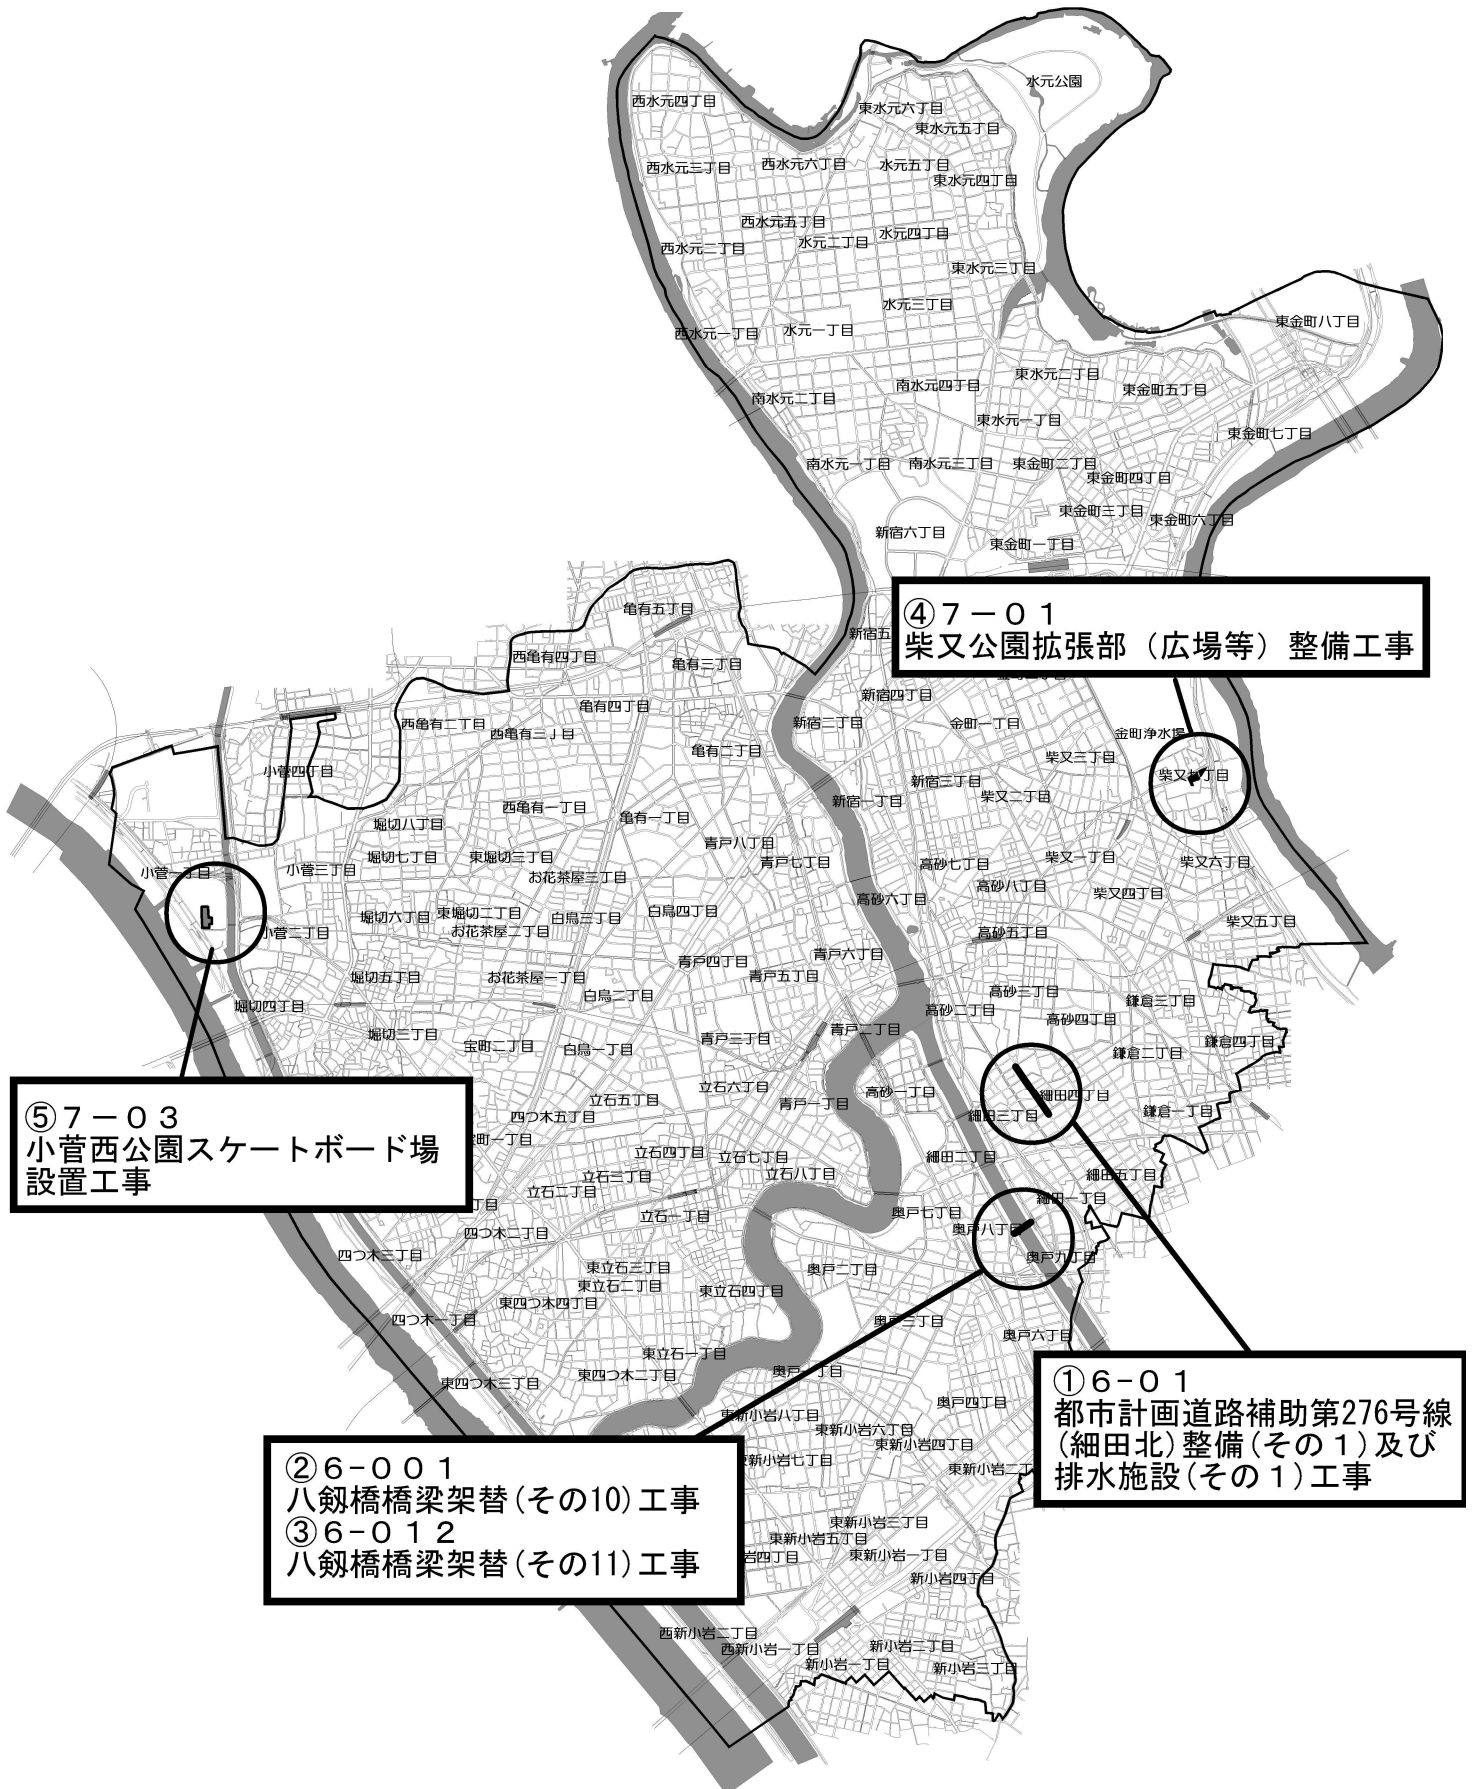 水元公園
西水元四丁目
東水元六丁目
東水元五丁目
西水元三丁目
西水元六丁目
水元五丁目
東水元四丁目
西水元五丁目
水元四丁目
水元二丁目
西水元二丁目
東水元三丁目
水元三丁目
水元一丁目
西水元一丁目
東金町八丁目
東水元二丁目
南水元四丁目
東金町五丁目
南水元二丁目
東水元一丁目
東金町七丁目
南水元一丁目
南水元三丁目
東金町二丁目
東金町四丁目
東金町三丁目
東金町六丁目
新宿六丁目
東金町一丁目
④7－01
柴又公園拡張部（広場等）整備工事
亀有五丁目
新宿五
西亀有四丁目
亀有三丁目
新宿四丁目
亀有四丁目
西亀有二丁目
西亀有三丁目
新宿二丁目
金町一丁目
金町浄水場
亀有二丁目
柴又三丁目
小菅四丁目
柴又七丁目
新宿三丁目
柴又二丁目
新宿一丁目
西亀有一丁目
亀有一丁目
堀切八丁目
青戸八丁目
堀切七丁目
東堀切三丁目
青戸七丁目
高砂七丁目
柴又一丁目
柴又六丁目
小菅一丁目
小菅三丁目
お花茶屋三丁目
高砂八丁目
柴又四丁目
高砂六丁目
堀切六丁目
東堀切二丁目
白鳥三丁目
白鳥四丁目
柴又五丁目
小菅二丁目
お花茶屋二丁目
高砂五丁目
青戸六丁目
青戸四丁目
青戸五丁目
堀切五丁目
お花茶屋一丁目
高砂三丁目
白鳥二丁目
堀切四丁目
高砂二丁目
鎌倉三丁目
高砂四丁目
堀切三丁目
宝町二丁目
白鳥一丁目
青戸三丁目
青戸二丁目
鎌倉四丁目
鎌倉二丁目
立石六丁目
高砂一丁目
細田四丁目
⑤7－03
小菅西公園スケートボード場
設置工事
立石五丁目
青戸一丁目
四つ木五丁目
細田三丁目
鎌倉一丁目
町一丁目
立石四丁目
立石七丁目
細田二丁目
立石三丁目
立石八丁目
細田五丁目
立石二丁目
細田一丁目
丁目
立石一丁目
奥戸七丁目
奥戸八丁目
四つ木二丁目
四つ木三丁目
奥戸九丁目
東立石三丁目
奥戸二丁目
東立石二丁目
東立石四丁目
東四つ木四丁目
四つ木一丁目
奥戸三丁目
奥戸六丁目
東立石一丁目
東四つ木三丁目
東四つ木二丁目
奥戸一丁目
①6－01
都市計画道路補助第276号線
(細田北)整備(その1)及び
排水施設(その1)工事
奥戸四丁目
東新小岩八丁目
東新小岩六丁目
東新小岩四丁目
新小岩七丁目
東新小岩二丁
②6－001
八剱橋橋梁架替(その10)工事
③6－012
八剱橋橋梁架替(その11)工事
東新小岩三丁目
東新小岩五丁目
岩四丁目
東新小岩一丁目
新小岩四丁目
西新小岩二丁目
西新小岩一丁目
新小岩二丁目
新小岩一丁目
新小岩三丁目